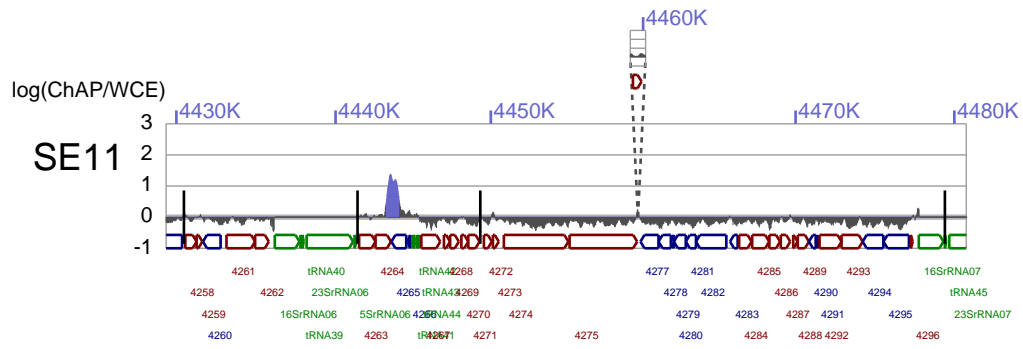 4460K
log(ChAP/WCE)
4430K 4440K 4450K 4470K 4480K
SE11
3
2
1
0
-1
4261 tRNA40 4264 tRNA42 4268 4272 4277 4281 4285 4289 4293 16SrRNA07
4258 4262 23SrRNA06 4265 tRNA43 4269 4273 4278 4282 4286 4290 4294 tRNA45
4259 16SrRNA06 5SrRNA06 4266 tRNA44 4270 4274 4279 4283 4287 4291 4295 23SrRNA07
4260 tRNA39 4263 4267 4271 4275 4280 4284 4288 4292 4296